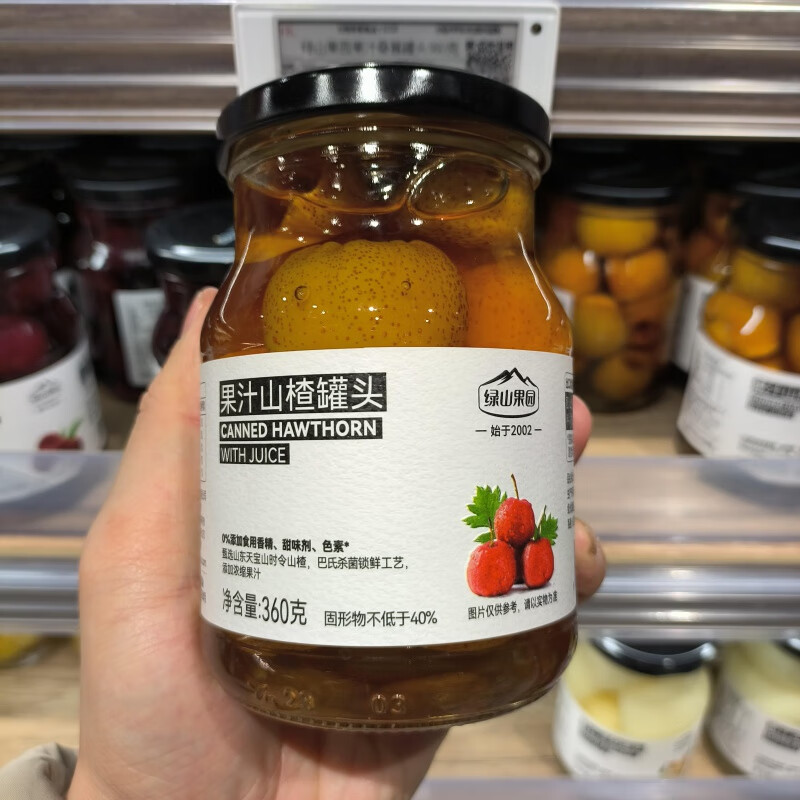 果汁山楂罐头
CANNED HAWTHORN
WITH JUICE
绿山果园
始于2002
0%添加食用香精、甜味剂、色素*
甄选山东天宝山时令山楂，巴氏杀菌锁鲜工艺，
添加浓缩果汁
净含量:360克
固形物不低于40%
图片仅供参考，请以实物为准
03